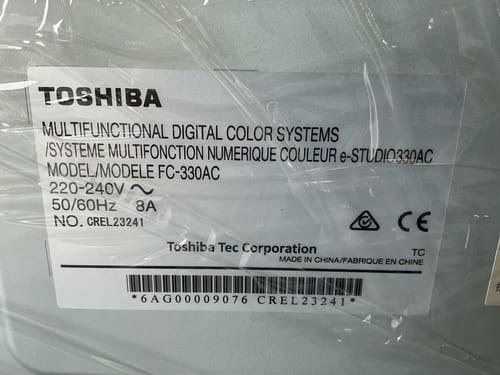 TOSHIBA
MULTIFUNCTIONAL DIGITAL COLOR SYSTEMS
/SYSTEME MULTIFONCTION NUMERIQUE COULEUR e-STUDIO330AC
MODEL/MODELE FC-330AC
220-240V ~
50/60Hz 8A
NO. CREL23241
CE
Toshiba Tec Corporation
TC
MADE IN CHINA/FABRIQUE EN CHINE
*6AG00009076 CREL23241*